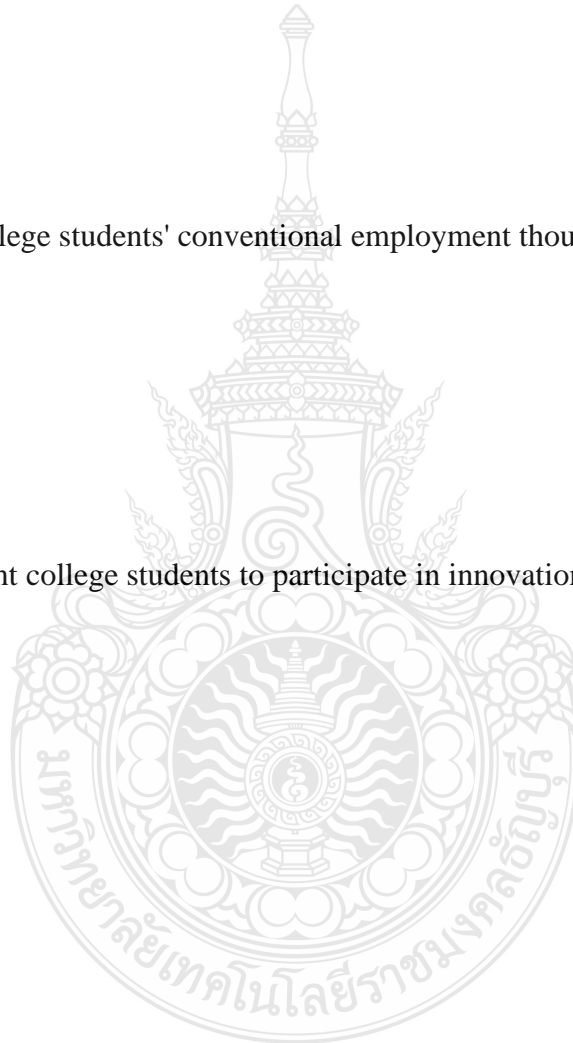 lege students' conventional employment thou
nt college students to participate in innovation
มหาวิทยาลัยเทคโนโลยีราชมงคลธัญบุรี